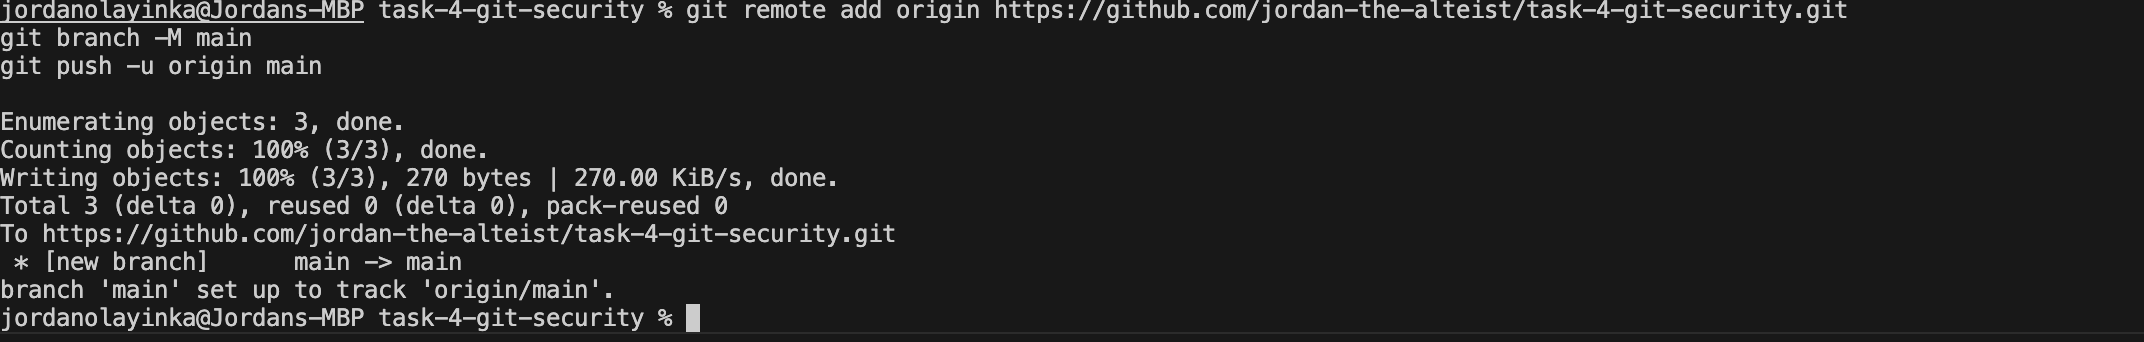 jordanolayinka@Jordans-MBP task-4-git-security % git remote add origin https://github.com/jordan-the-alteist/task-4-git-security.git
git branch -M main
git push -u origin main
Enumerating objects: 3, done.
Counting objects: 100% (3/3), done.
Writing objects: 100% (3/3), 270 bytes | 270.00 KiB/s, done.
Total 3 (delta 0), reused 0 (delta 0), pack-reused 0
To https://github.com/jordan-the-alteist/task-4-git-security.git
 * [new branch]      main -> main
branch 'main' set up to track 'origin/main'.
jordanolayinka@Jordans-MBP task-4-git-security %